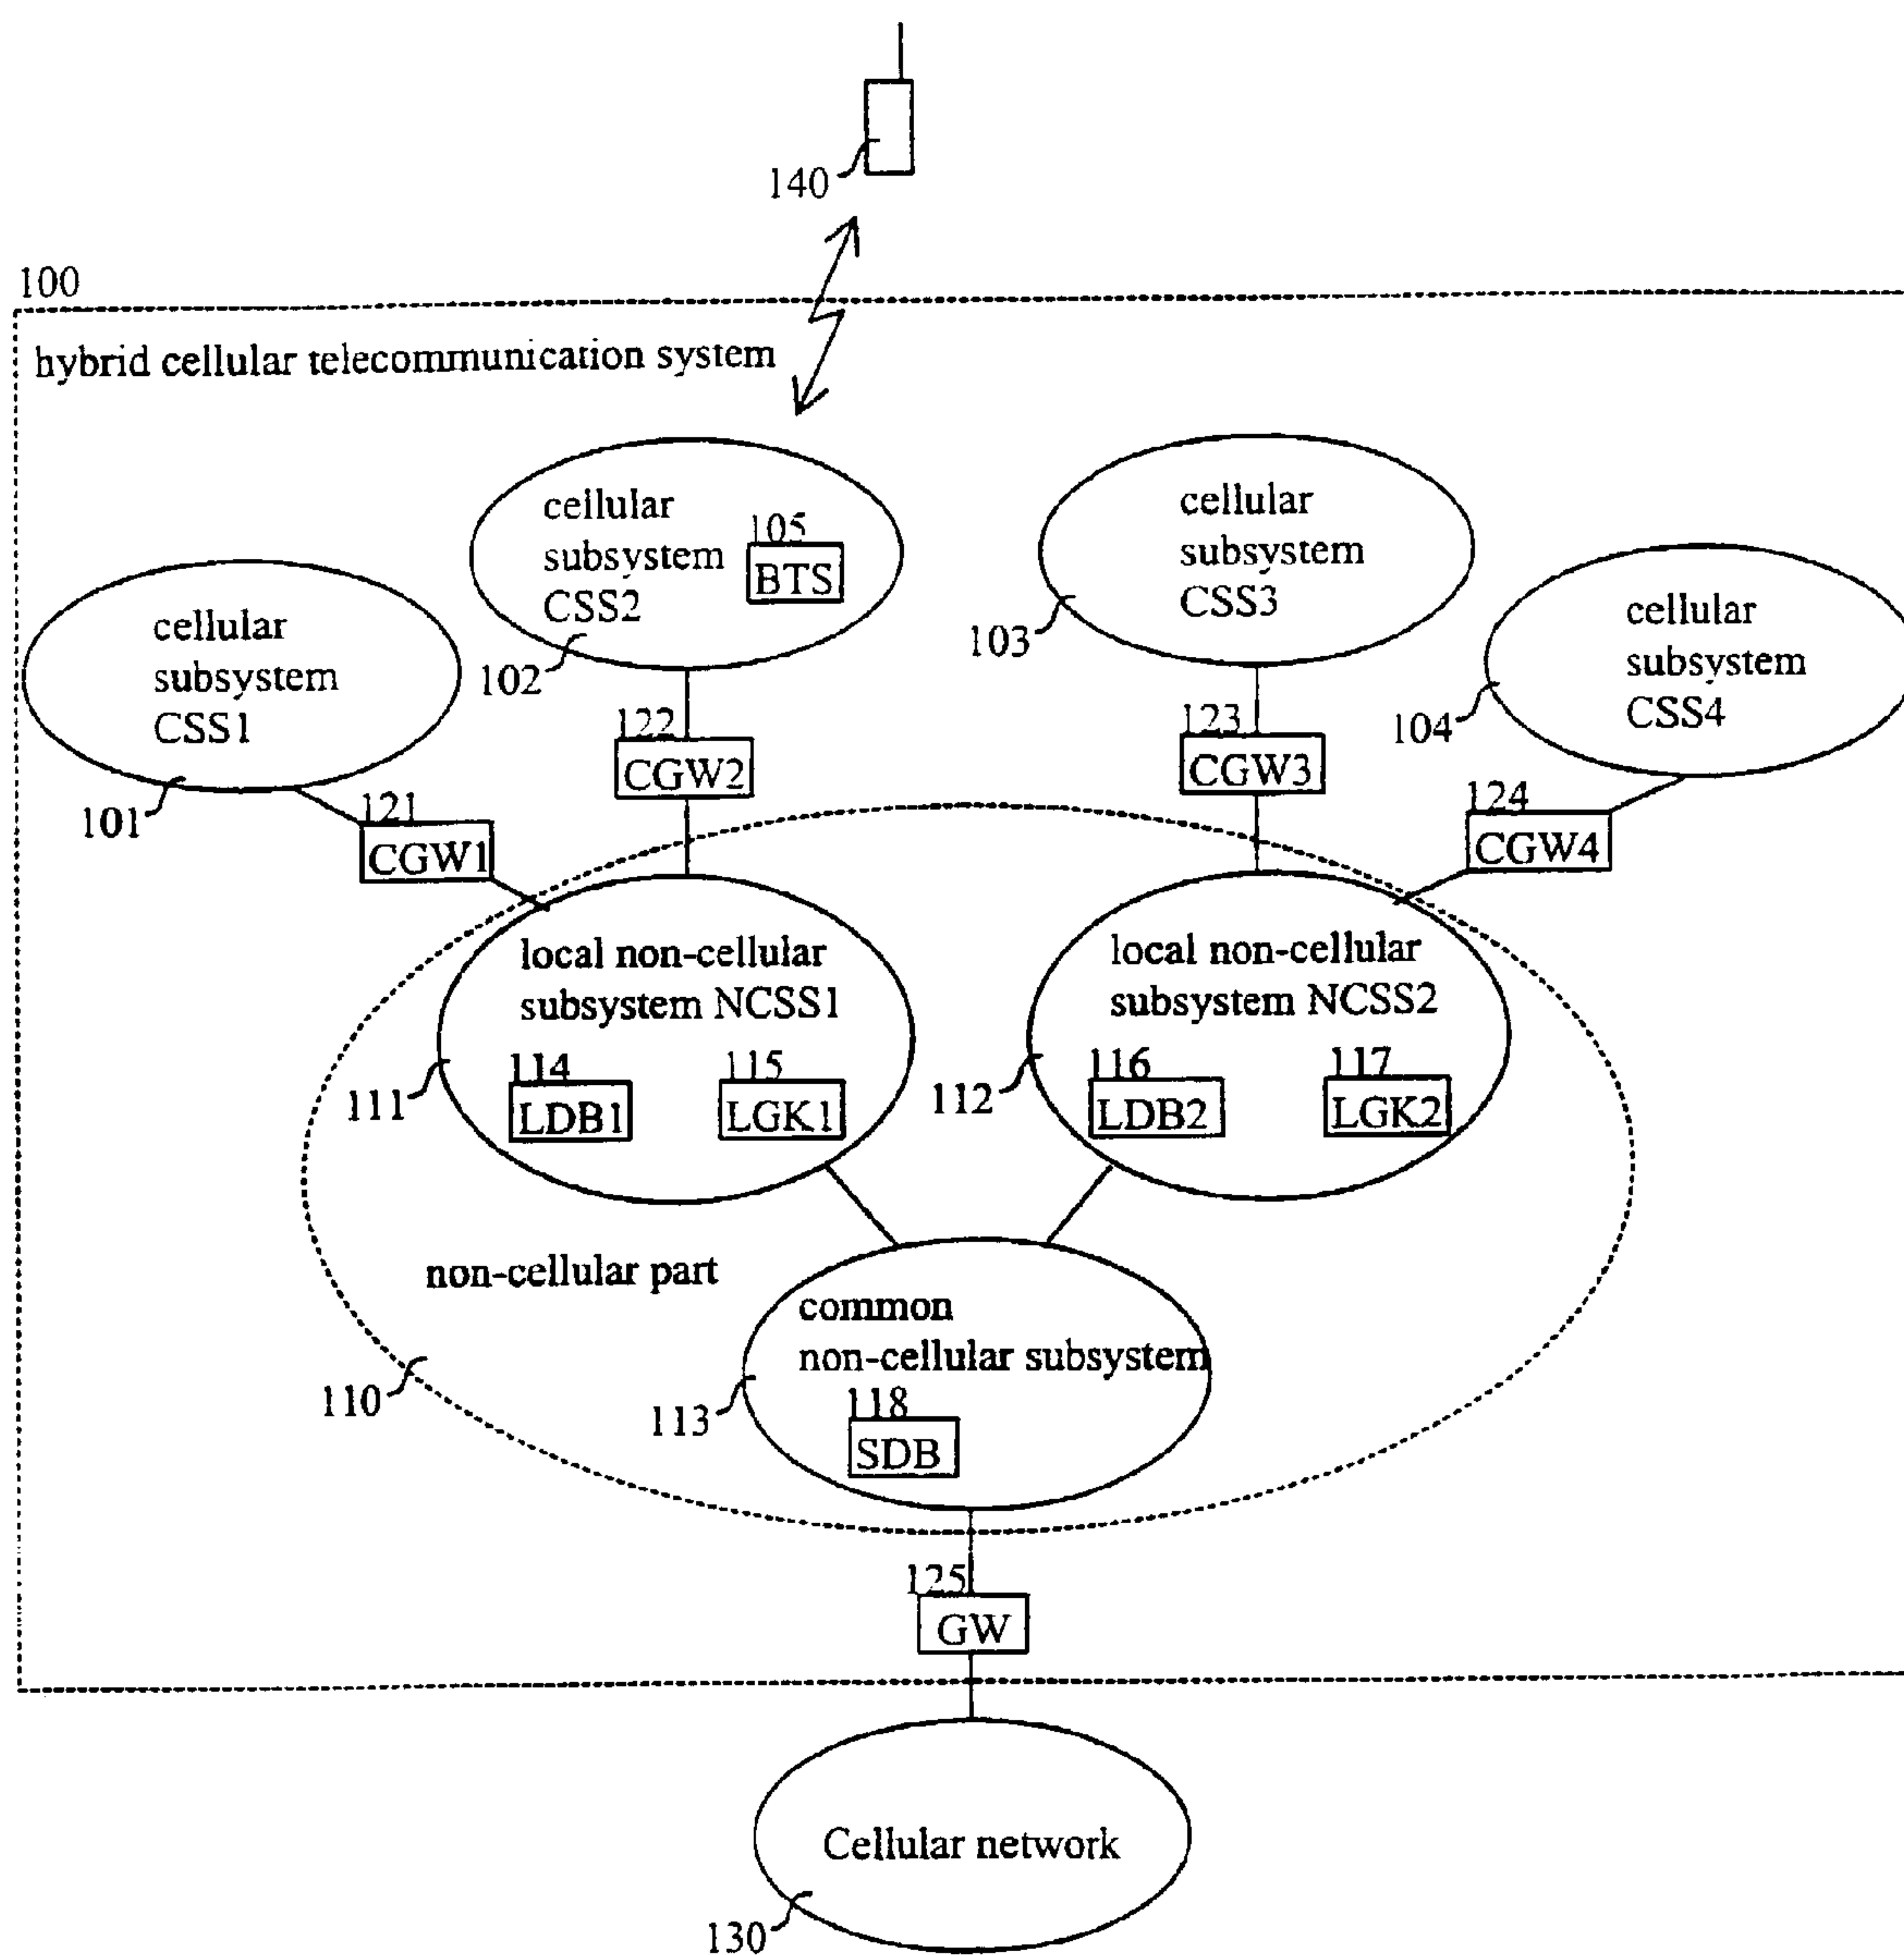 140
100
hybrid cellular telecommunication system
cellular
subsystem
CSS2
105
BTS
102
cellular
subsystem
CSS3
103
cellular
subsystem
CSS1
101
cellular
subsystem
CSS4
104
122
CGW2
123
CGW3
121
CGW1
124
CGW4
local non-cellular
subsystem NCSS1
114
LDB1
115
LGK1
111
local non-cellular
subsystem NCSS2
116
LDB2
117
LGK2
112
non-cellular part
110
common
non-cellular subsystem
118
SDB
113
125
GW
Cellular network
130